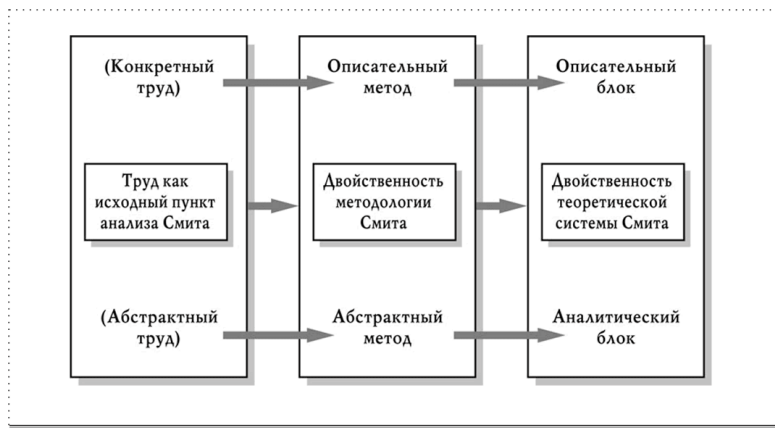 (Конкретный
труд)
Описательный
метод
Описательный
блок
Труд как
исходный пункт
анализа Смита
Двойственность
методологии
Смита
Двойственность
теоретической
системы Смита
(Абстрактный
труд)
Абстрактный
метод
Аналитический
блок